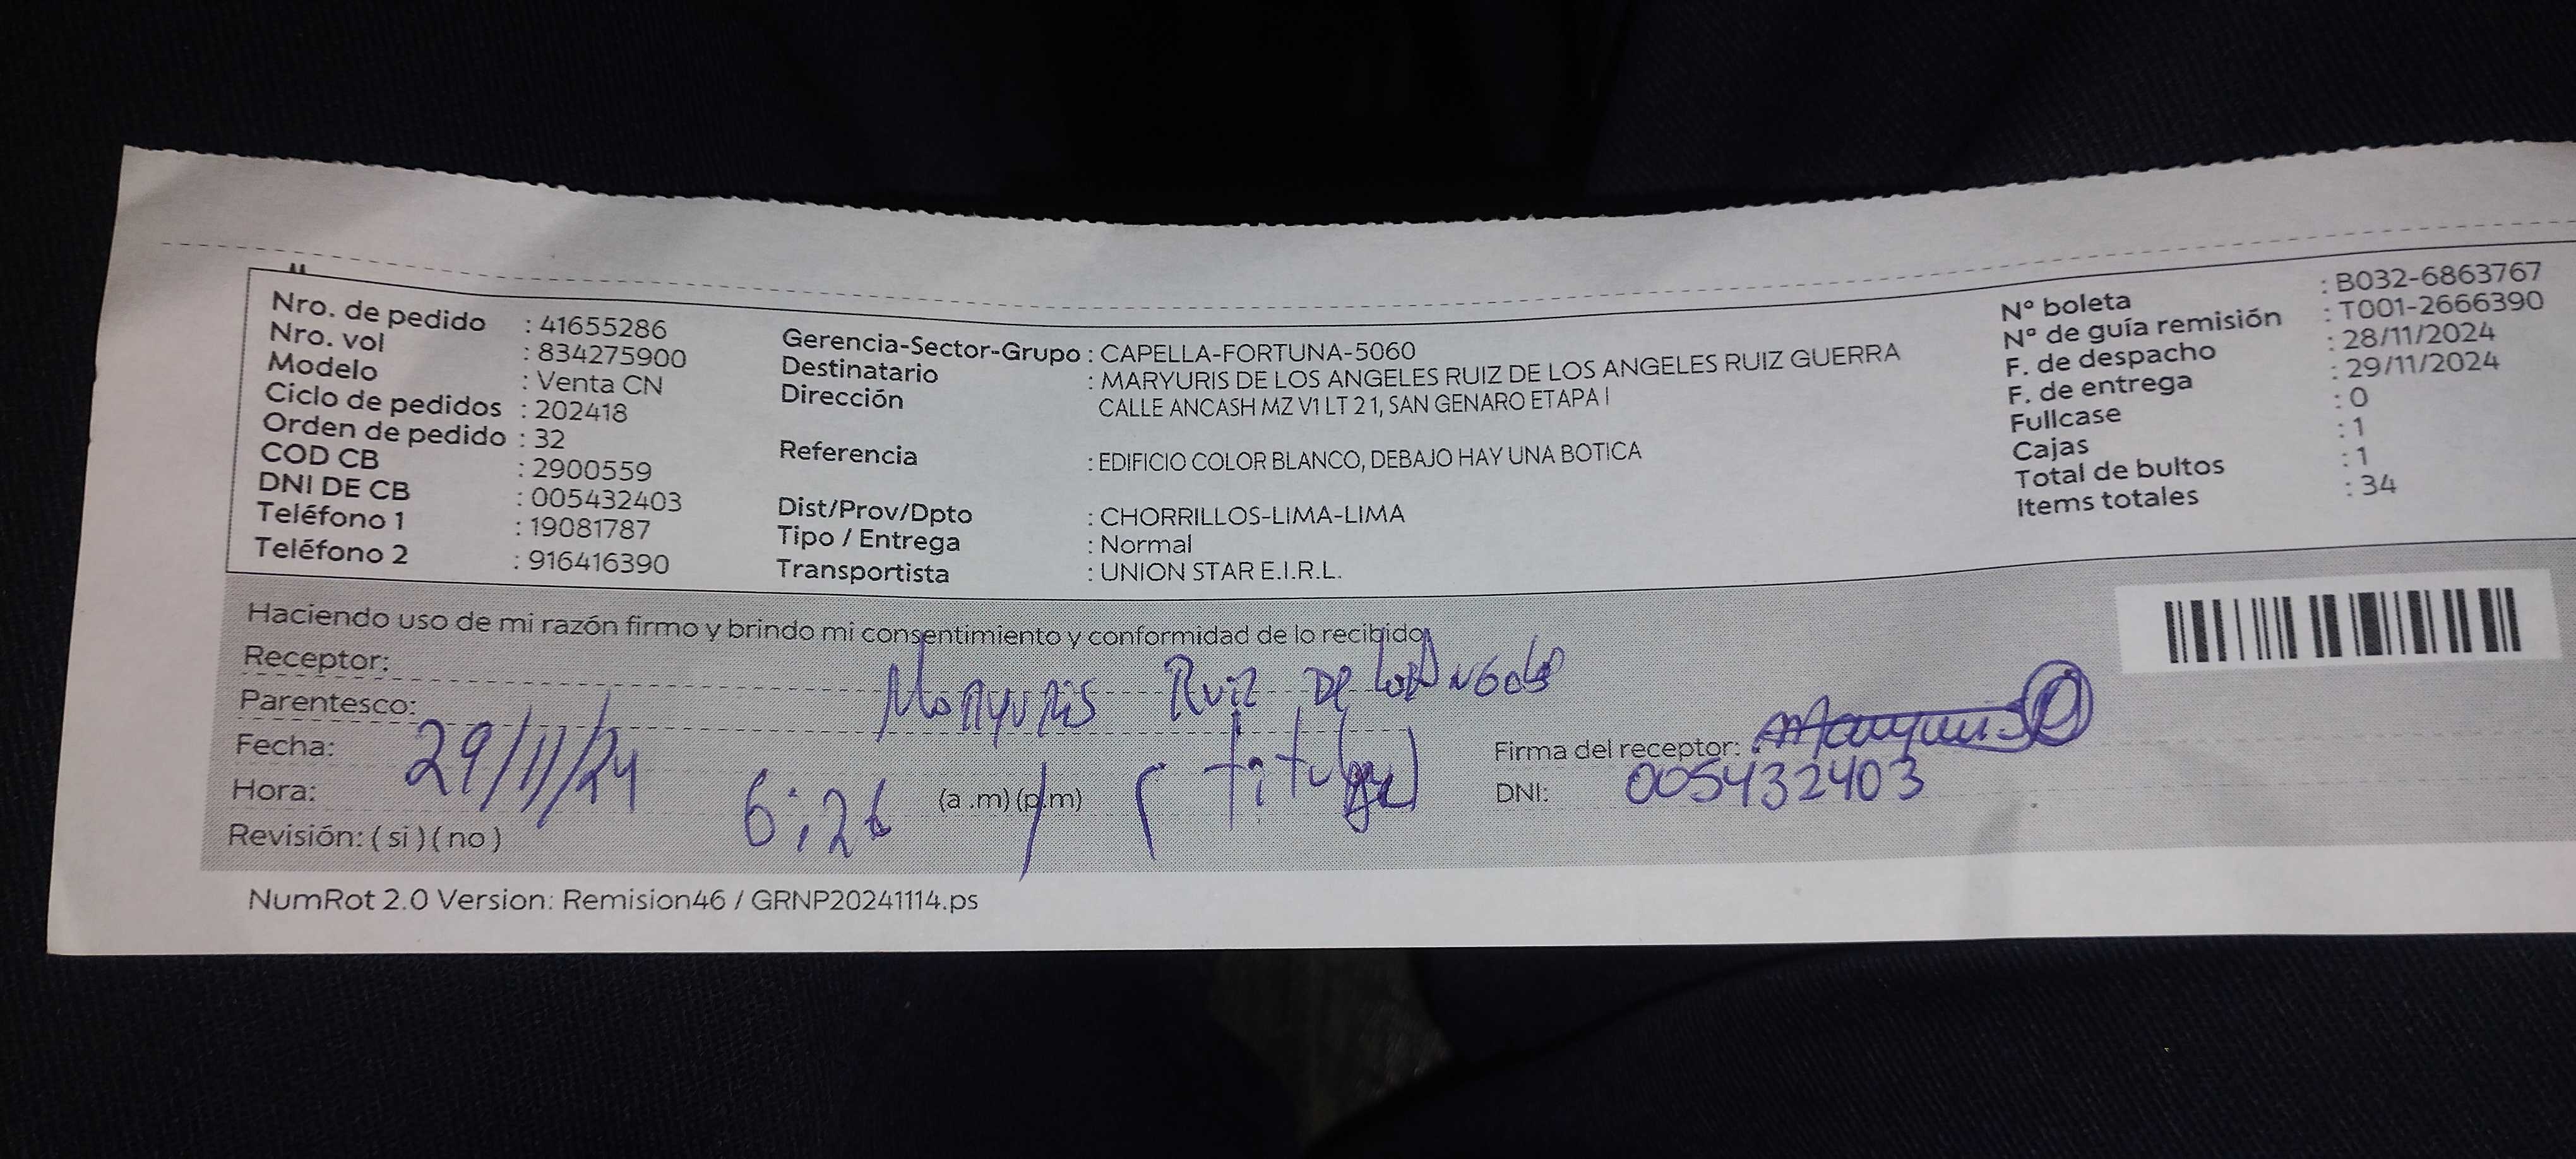 Nro. de pedido : 41655286
Nro. vol : 834275900
Modelo : Venta CN
Ciclo de pedidos : 202418
Orden de pedido : 32
COD CB : 2900559
DNI DE CB : 005432403
Teléfono 1 : 19081787
Teléfono 2 : 916416390
Gerencia-Sector-Grupo : CAPELLA-FORTUNA-5060
Destinatario : MARYURIS DE LOS ANGELES RUIZ DE LOS ANGELES RUIZ GUERRA
Dirección CALLE ANCASH MZ V1 LT 21, SAN GENARO ETAPA I
Referencia : EDIFICIO COLOR BLANCO, DEBAJO HAY UNA BOTICA
Dist/Prov/Dpto : CHORRILLOS-LIMA-LIMA
Tipo / Entrega : Normal
Transportista : UNION STAR E.I.R.L.
N° boleta : B032-6863767
N° de guía remisión : T001-2666390
F. de despacho : 28/11/2024
F. de entrega : 29/11/2024
Fullcase : 0
Cajas : 1
Total de bultos : 1
Items totales : 34
Haciendo uso de mi razón firmo y brindo mi consentimiento y conformidad de lo recibido
Receptor: Maryuris Ruiz De Los
Parentesco:
Fecha: 29/11/24
Hora: 6:26 (a .m) (p.m)
Revisión: ( si ) ( no )
Firma del receptor: Maryuris
DNI: 005432403
NumRot 2.0 Version: Remision46 / GRNP20241114.ps